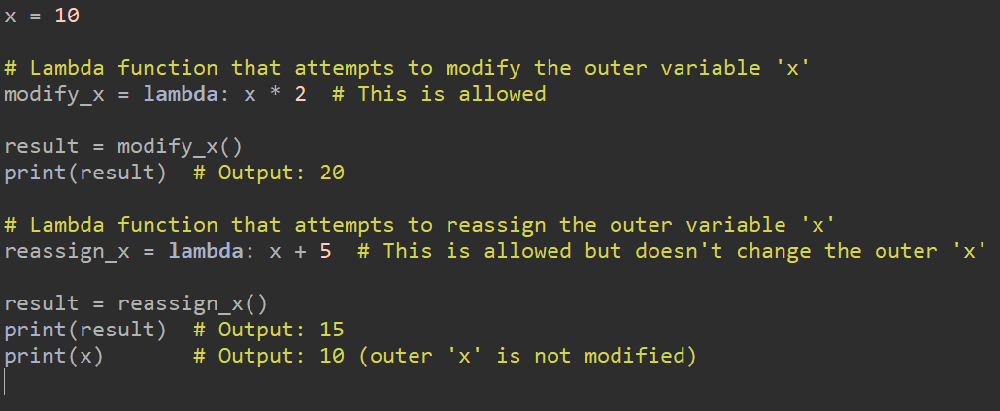 x = 10
# Lambda function that attempts to modify the outer variable 'x'
modify_x = lambda: x * 2  # This is allowed
result = modify_x()
print(result)  # Output: 20
# Lambda function that attempts to reassign the outer variable 'x'
reassign_x = lambda: x + 5  # This is allowed but doesn't change the outer 'x'
result = reassign_x()
print(result)  # Output: 15
print(x)       # Output: 10 (outer 'x' is not modified)